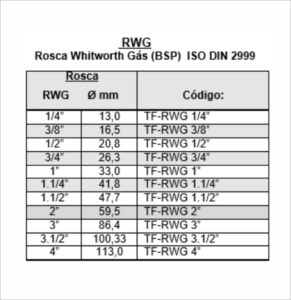 RWG
Rosca Whitworth Gás (BSP) ISO DIN 2999
Rosca
RWG Ø mm Código:
1/4” 13,0 TF-RWG 1/4”
3/8” 16,5 TF-RWG 3/8”
1/2” 20,8 TF-RWG 1/2”
3/4” 26,3 TF-RWG 3/4”
1” 33,0 TF-RWG 1”
1.1/4” 41,8 TF-RWG 1.1/4”
1.1/2” 47,7 TF-RWG 1.1/2”
2” 59,5 TF-RWG 2”
3” 86,4 TF-RWG 3”
3.1/2” 100,33 TF-RWG 3.1/2”
4” 113,0 TF-RWG 4”